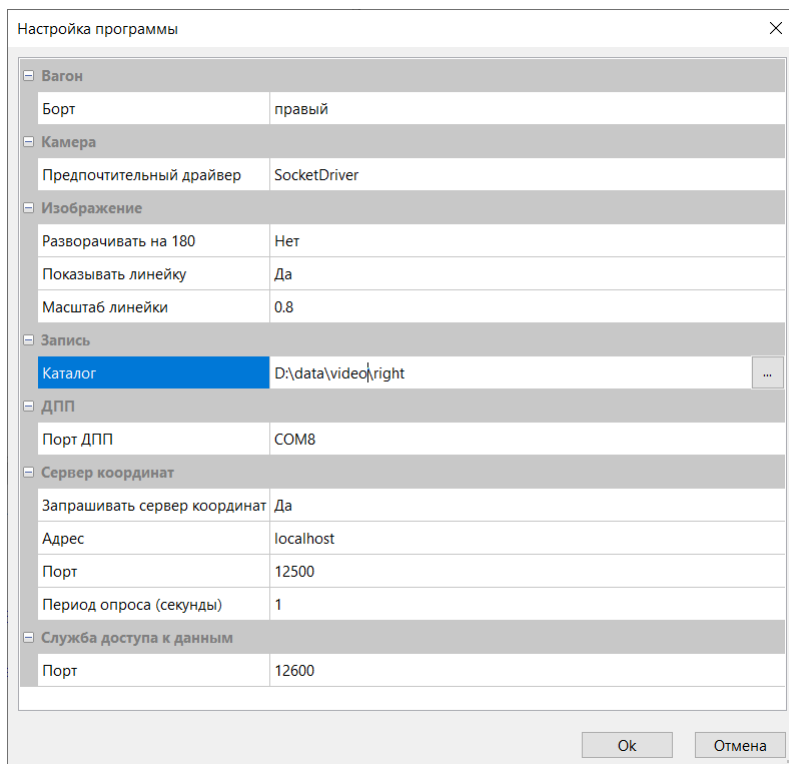 Настройка программы
Вагон
Борт правый
Камера
Предпочтительный драйвер SocketDriver
Изображение
Разворачивать на 180 Нет
Показывать линейку Да
Масштаб линейки 0.8
Запись
Каталог D:\data\video\right ...
ДПП
Порт ДПП COM8
Сервер координат
Запрашивать сервер координат Да
Адрес localhost
Порт 12500
Период опроса (секунды) 1
Служба доступа к данным
Порт 12600
Ok Отмена